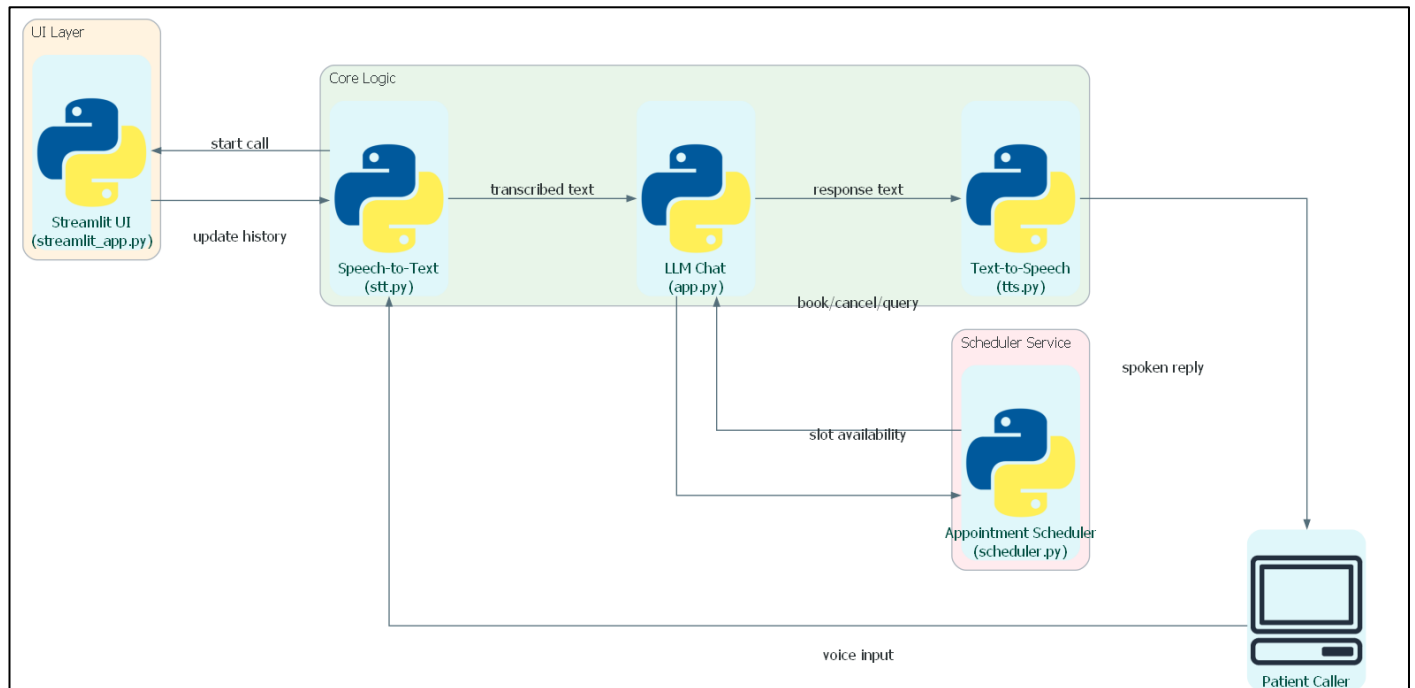 UI Layer
Streamlit UI
(streamlit_app.py)
start call
update history
Core Logic
Speech-to-Text
(stt.py)
transcribed text
LLM Chat
(app.py)
response text
Text-to-Speech
(tts.py)
book/cancel/query
Scheduler Service
Appointment Scheduler
(scheduler.py)
slot availability
spoken reply
voice input
Patient Caller